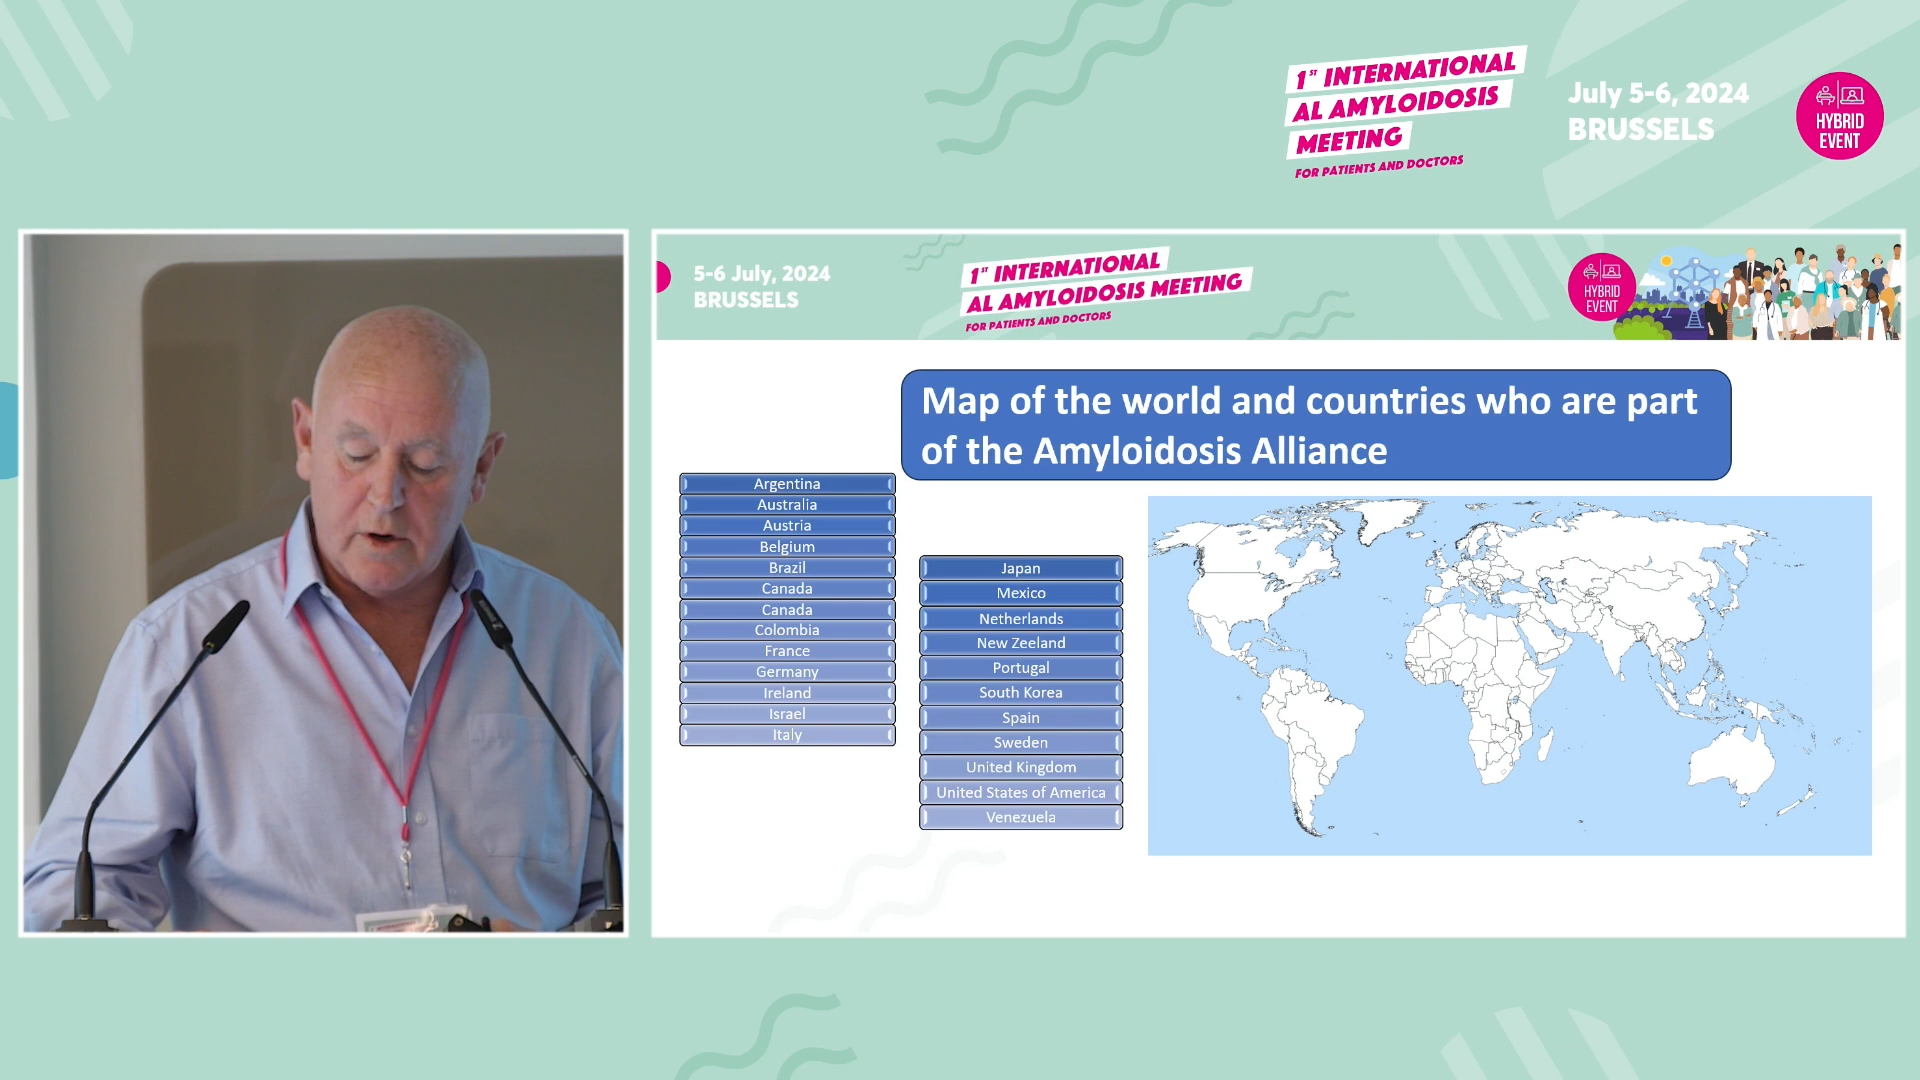 1ST INTERNATIONAL
AL AMYLOIDOSIS
MEETING
FOR PATIENTS AND DOCTORS
July 5-6, 2024
BRUSSELS
HYBRID
EVENT
5-6 July, 2024
BRUSSELS
1ST INTERNATIONAL
AL AMYLOIDOSIS MEETING
FOR PATIENTS AND DOCTORS
HYBRID
EVENT
Map of the world and countries who are part
of the Amyloidosis Alliance
Argentina
Australia
Austria
Belgium
Brazil
Canada
Canada
Colombia
France
Germany
Ireland
Israel
Italy
Japan
Mexico
Netherlands
New Zeeland
Portugal
South Korea
Spain
Sweden
United Kingdom
United States of America
Venezuela